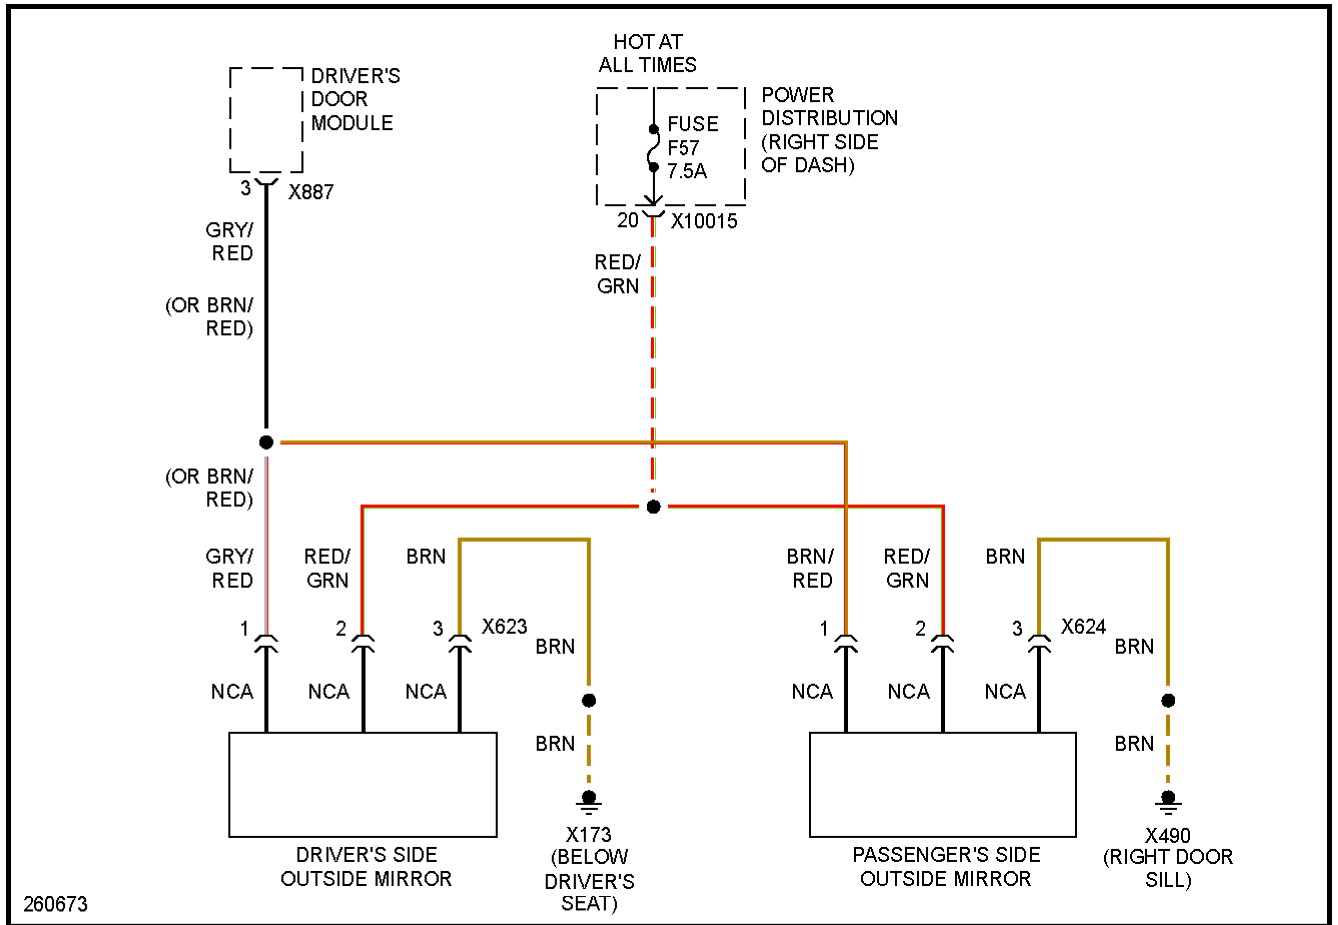 HOT AT
ALL TIMES
DRIVER'S
DOOR
MODULE
POWER
DISTRIBUTION
(RIGHT SIDE
OF DASH)
FUSE
F57
7.5A
3
X887
20
X10015
GRY/
RED
RED/
GRN
(OR BRN/
RED)
(OR BRN/
RED)
GRY/
RED
RED/
GRN
BRN
BRN/
RED
RED/
GRN
BRN
1
2
3
X623
BRN
1
2
3
X624
BRN
NCA
NCA
NCA
NCA
NCA
NCA
BRN
BRN
DRIVER'S SIDE
OUTSIDE MIRROR
X173
(BELOW
DRIVER'S
SEAT)
PASSENGER'S SIDE
OUTSIDE MIRROR
X490
(RIGHT DOOR
SILL)
260673